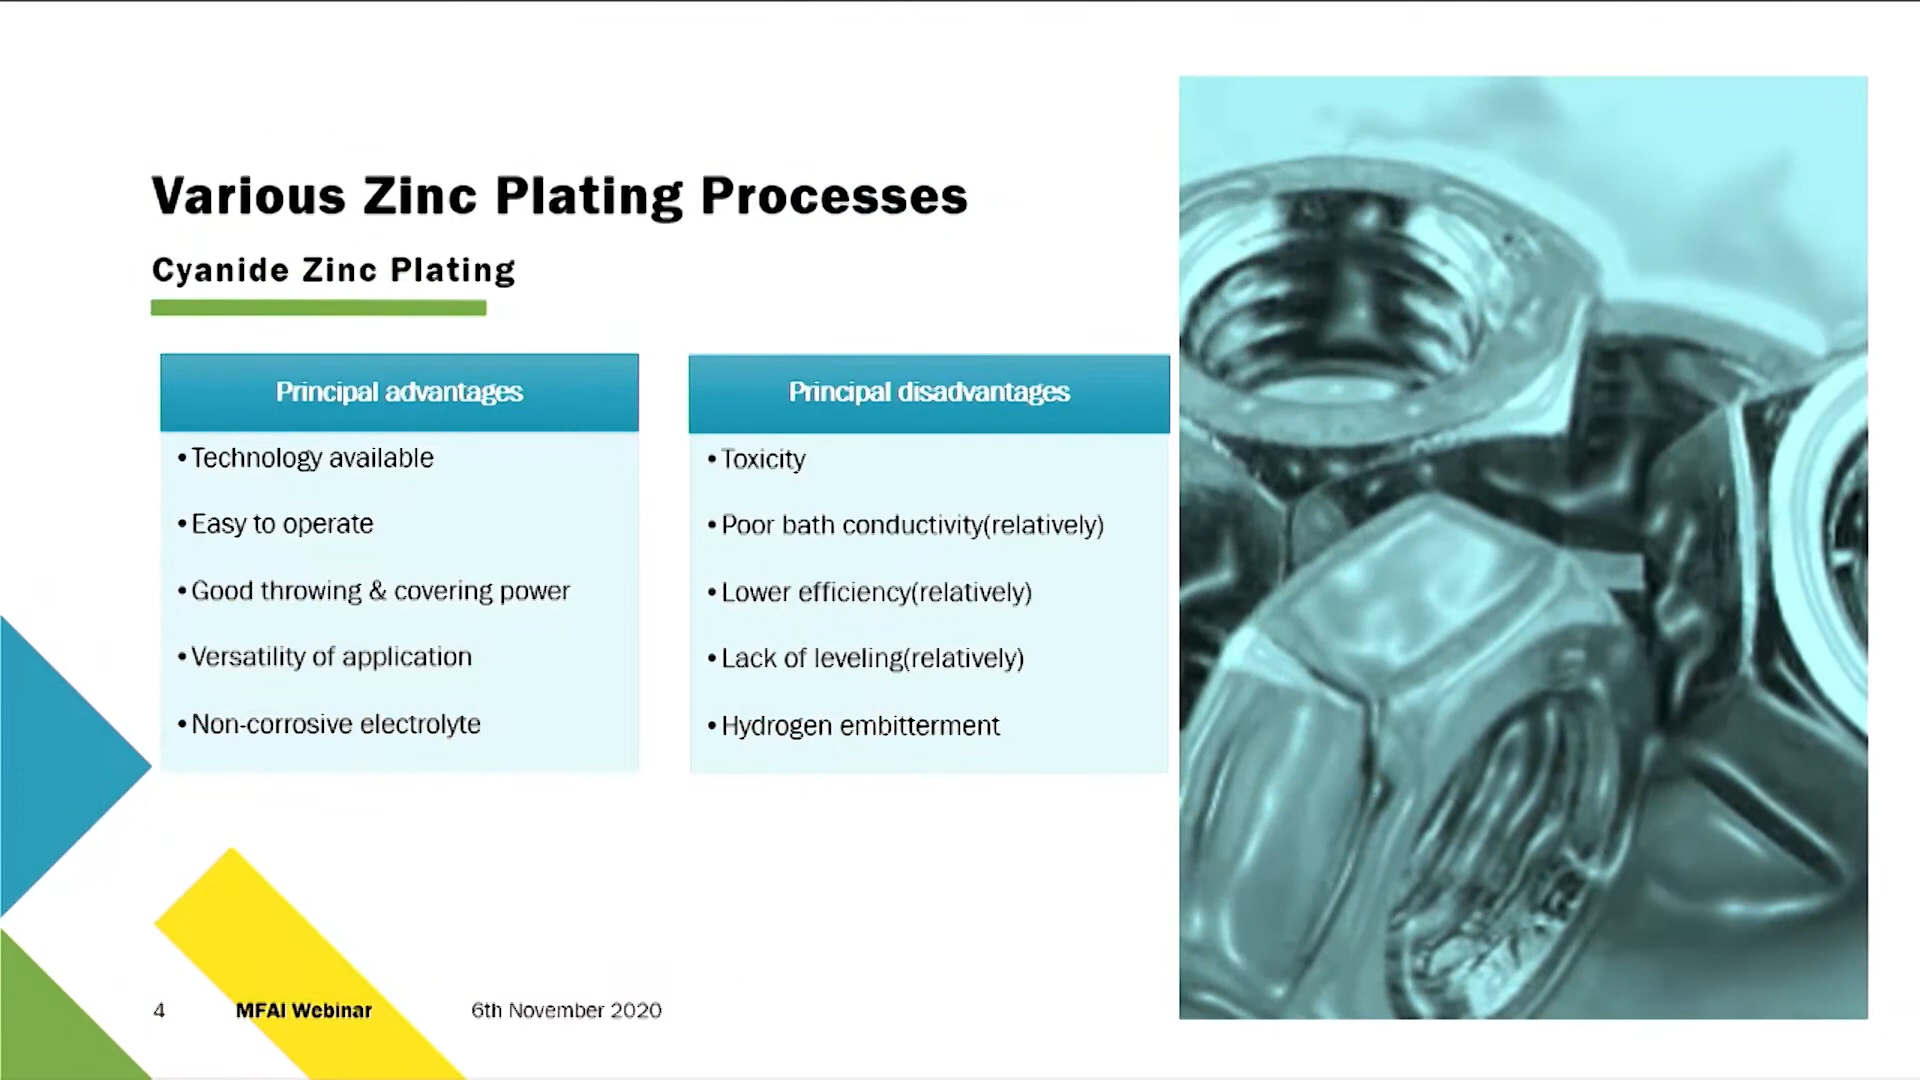 Various Zinc Plating Processes
Cyanide Zinc Plating
Principal advantages
•Technology available
•Easy to operate
•Good throwing & covering power
•Versatility of application
•Non-corrosive electrolyte
Principal disadvantages
•Toxicity
•Poor bath conductivity(relatively)
•Lower efficiency(relatively)
•Lack of leveling(relatively)
•Hydrogen embitterment
4 MFAI Webinar 6th November 2020